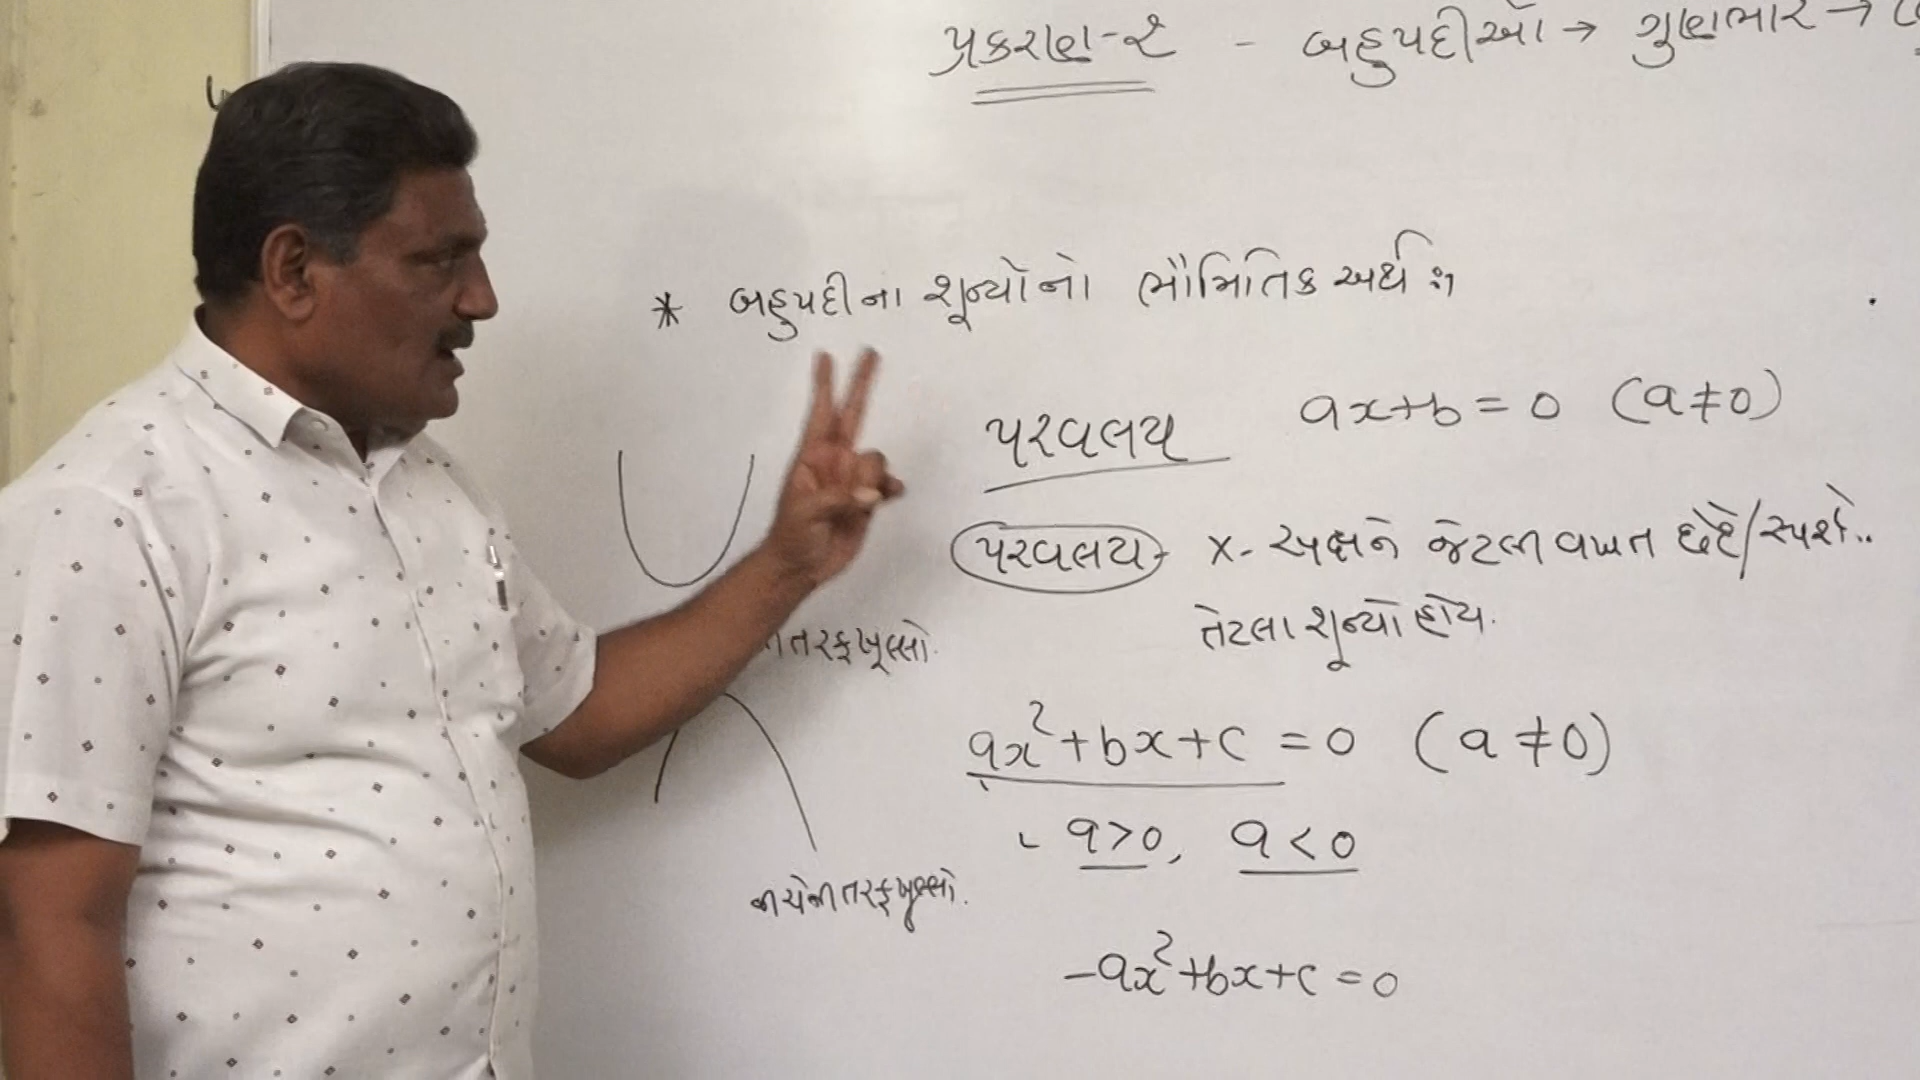 પ્રકરણ-૨ - બહુપદીઓ → ગુણભાર →
* બહુપદીના શૂન્યોનો ભૌમિતિક અર્થ :→
પરવલય ax+b=0 (a≠0)
પરવલય - x-અક્ષને જેટલી વખત છેદે/સ્પર્શે..
તેટલા શૂન્યો હોય.
તરફ ખૂલ્લો.
ax²+bx+c=0 (a≠0)
a>0, a<0
નીચેની તરફ ખૂલ્લો.
-ax²+bx+c=0